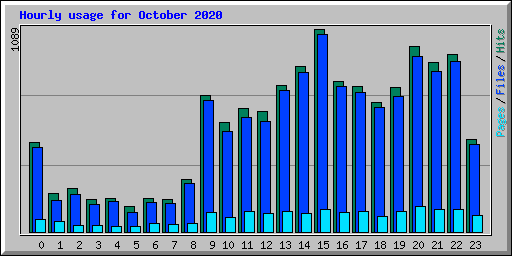 Hourly usage for October 2020
1089
Pages/Files/Hits
0 1 2 3 4 5 6 7 8 9 10 11 12 13 14 15 16 17 18 19 20 21 22 23